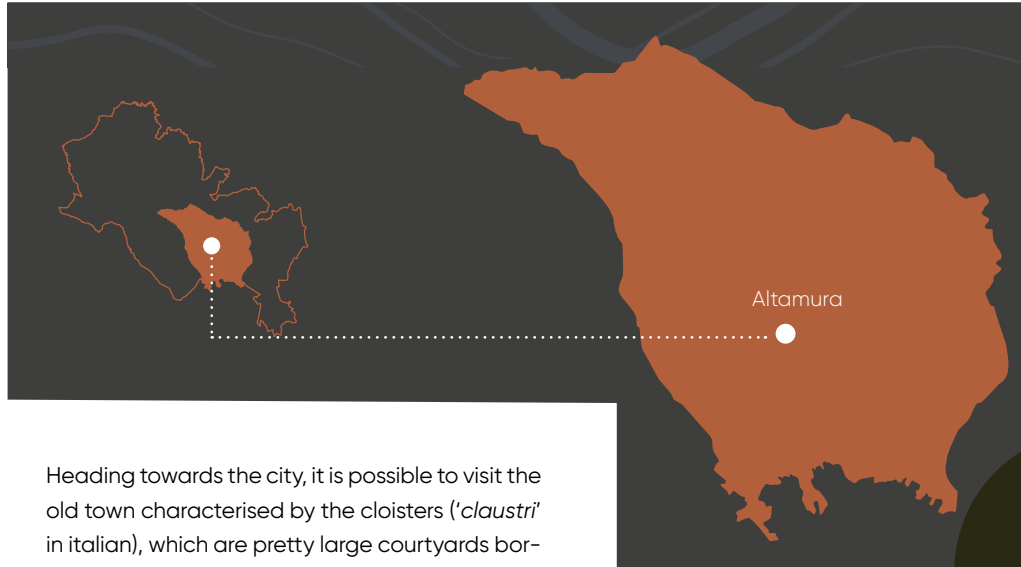 Altamura
Heading towards the city, it is possible to visit the
old town characterised by the cloisters (‘claustri’
in italian), which are pretty large courtyards bor-